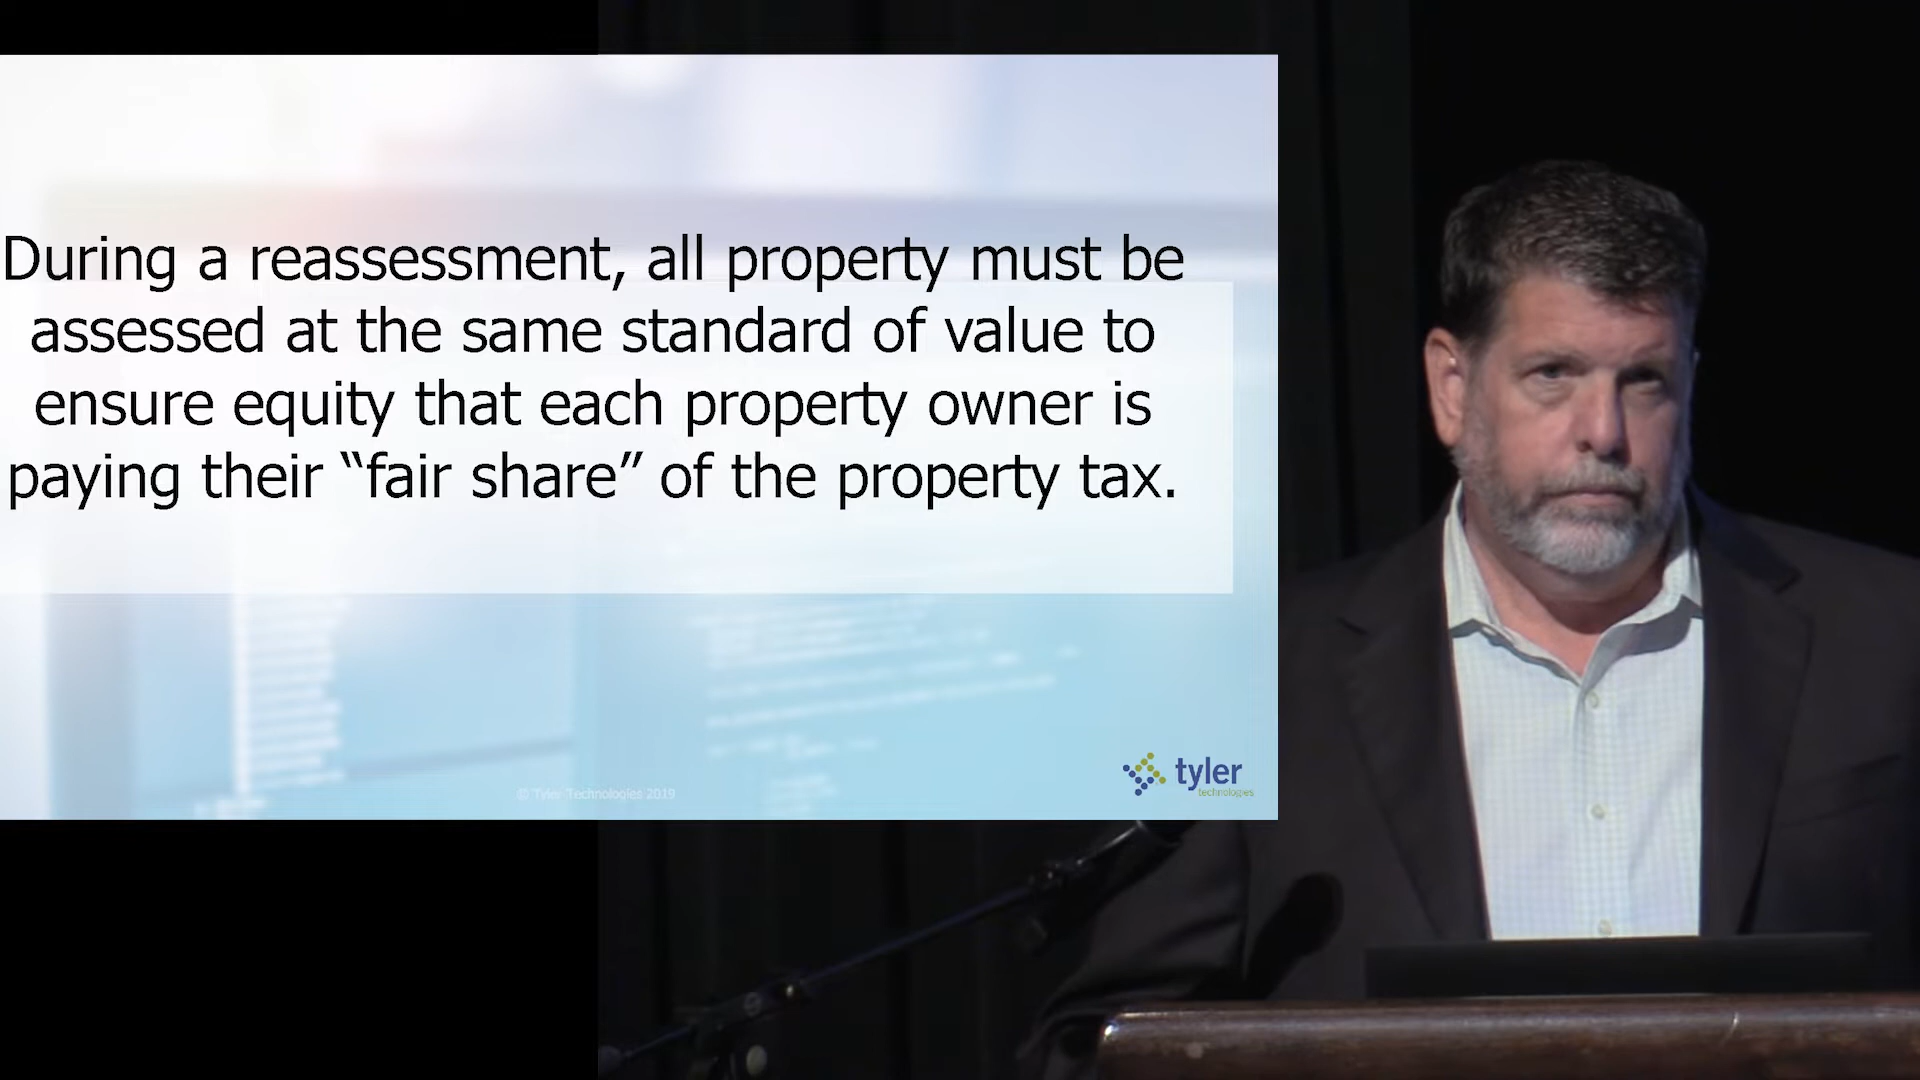 During a reassessment, all property must be
assessed at the same standard of value to
ensure equity that each property owner is
paying their “fair share” of the property tax.
© Tyler Technologies 2019
tyler
technologies